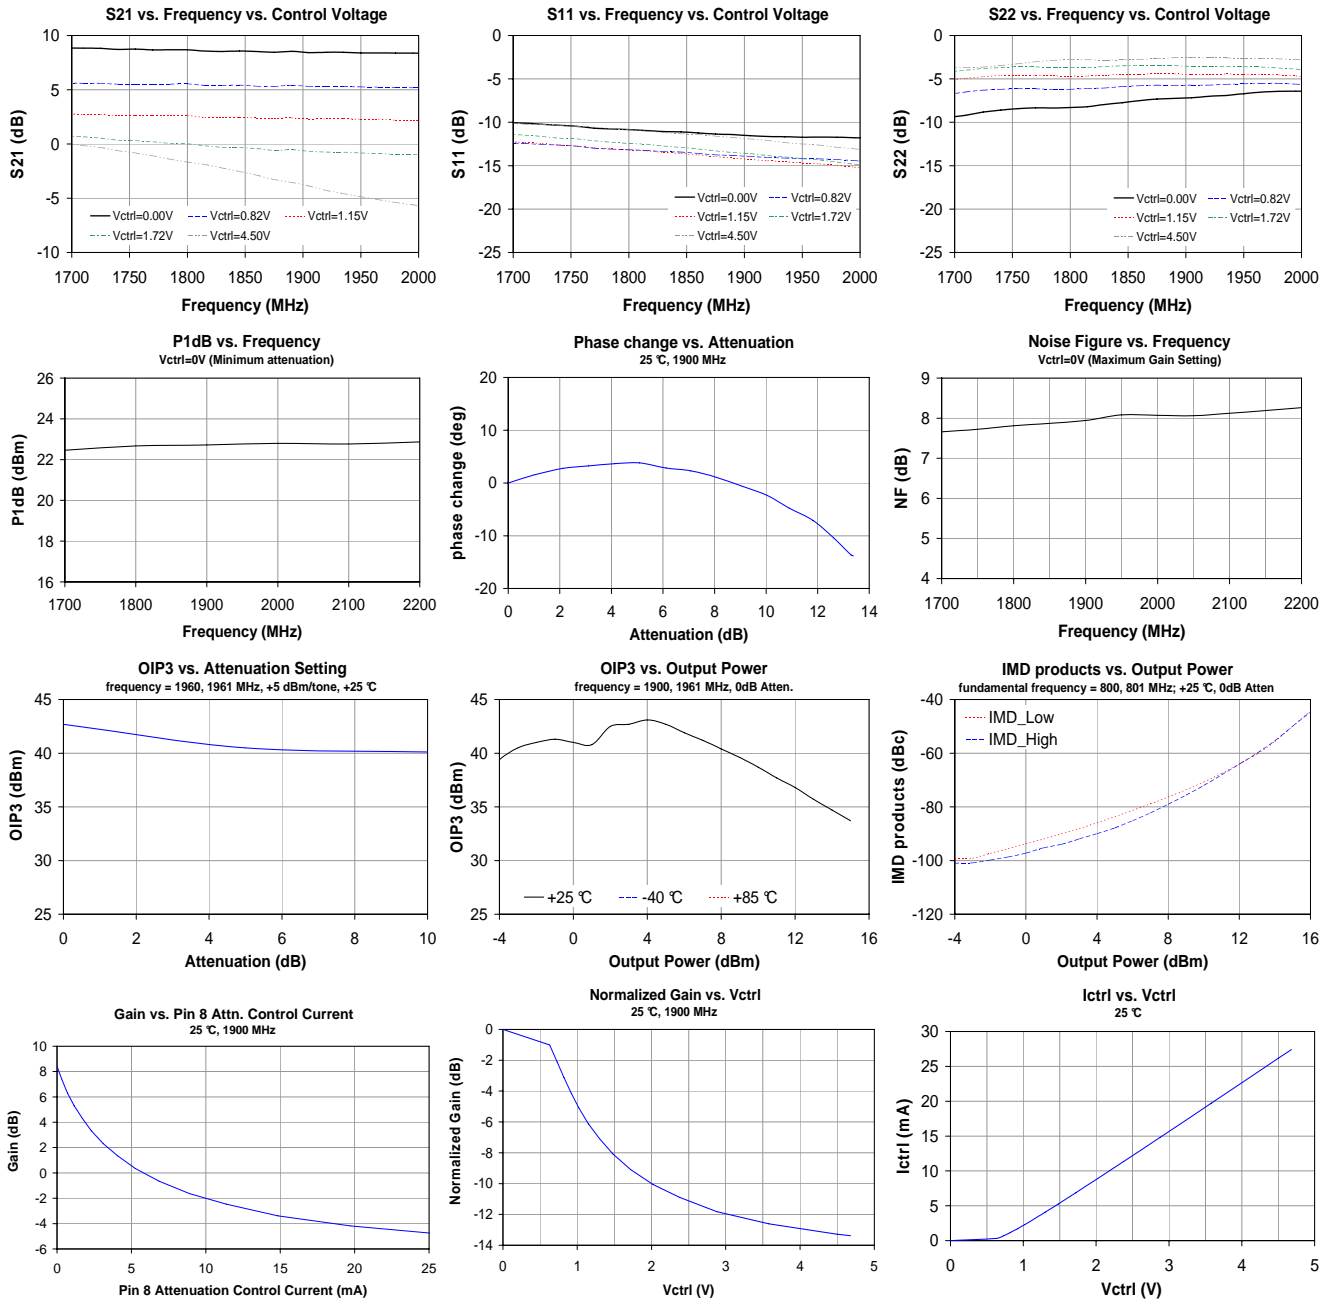 S21 vs. Frequency vs. Control Voltage
10
5
0
-5
-10
S21 (dB)
Vctrl=0.00V
Vctrl=0.82V
Vctrl=1.15V
Vctrl=1.72V
Vctrl=4.50V
1700 1750 1800 1850 1900 1950 2000
Frequency (MHz)
S11 vs. Frequency vs. Control Voltage
0
-5
-10
-15
-20
-25
S11 (dB)
Vctrl=0.00V
Vctrl=0.82V
Vctrl=1.15V
Vctrl=1.72V
Vctrl=4.50V
1700 1750 1800 1850 1900 1950 2000
Frequency (MHz)
S22 vs. Frequency vs. Control Voltage
0
-5
-10
-15
-20
-25
S22 (dB)
Vctrl=0.00V
Vctrl=0.82V
Vctrl=1.15V
Vctrl=1.72V
Vctrl=4.50V
1700 1750 1800 1850 1900 1950 2000
Frequency (MHz)
P1dB vs. Frequency
Vctrl=0V (Minimum attenuation)
26
24
22
20
18
16
P1dB (dBm)
1700 1800 1900 2000 2100 2200
Frequency (MHz)
Phase change vs. Attenuation
25 °C, 1900 MHz
20
10
0
-10
-20
phase change (deg)
0 2 4 6 8 10 12 14
Attenuation (dB)
Noise Figure vs. Frequency
Vctrl=0V (Maximum Gain Setting)
9
8
7
6
5
4
NF (dB)
1700 1800 1900 2000 2100 2200
Frequency (MHz)
OIP3 vs. Attenuation Setting
frequency = 1960, 1961 MHz, +5 dBm/tone, +25 °C
45
40
35
30
25
OIP3 (dBm)
0 2 4 6 8 10
Attenuation (dB)
OIP3 vs. Output Power
frequency = 1900, 1961 MHz, 0dB Atten.
45
40
35
30
25
OIP3 (dBm)
+25 °C
-40 °C
+85 °C
-4 0 4 8 12 16
Output Power (dBm)
IMD products vs. Output Power
fundamental frequency = 800, 801 MHz; +25 °C, 0dB Atten
-40
-60
-80
-100
-120
IMD products (dBc)
IMD_Low
IMD_High
-4 0 4 8 12 16
Output Power (dBm)
Gain vs. Pin 8 Attn. Control Current
25 °C, 1900 MHz
10
8
6
4
2
0
-2
-4
-6
Gain (dB)
0 5 10 15 20 25
Pin 8 Attenuation Control Current (mA)
Normalized Gain vs. Vctrl
25 °C, 1900 MHz
0
-2
-4
-6
-8
-10
-12
-14
Normalized Gain (dB)
0 1 2 3 4 5
Vctrl (V)
Ictrl vs. Vctrl
25 °C
30
25
20
15
10
5
0
Ictrl (mA)
0 1 2 3 4 5
Vctrl (V)